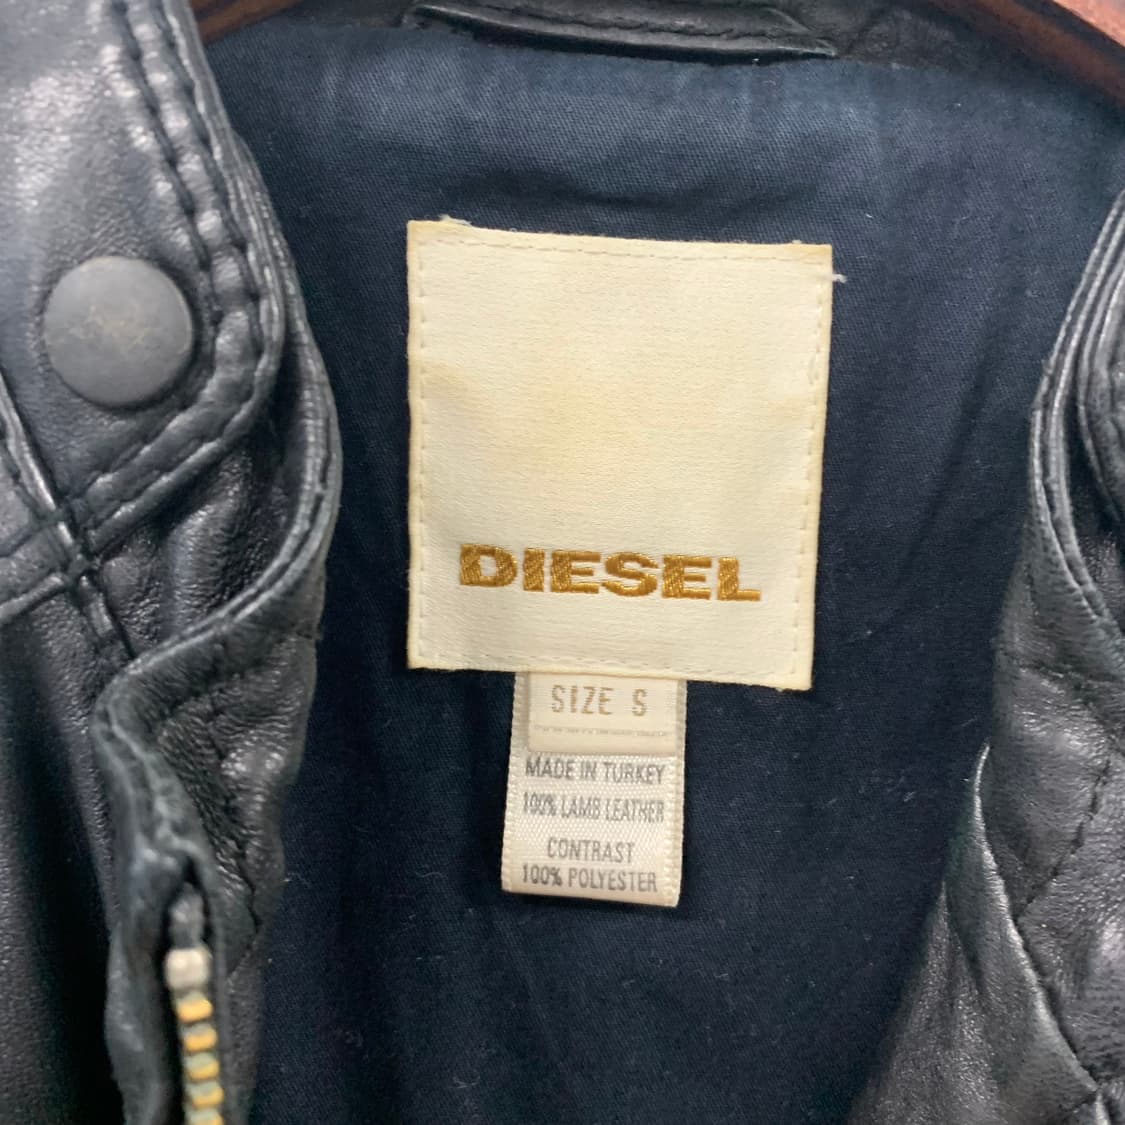 DIESEL
SIZE S
MADE IN TURKEY
100% LAMB LEATHER
CONTRAST
100% POLYESTER